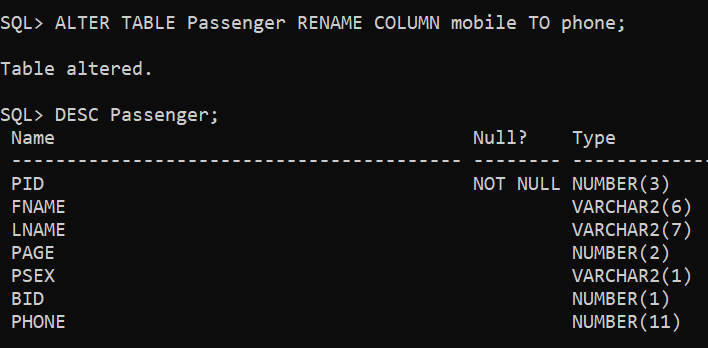 SQL> ALTER TABLE Passenger RENAME COLUMN mobile TO phone;
Table altered.
SQL> DESC Passenger;
Name Null? Type
----------------------------------------- -------- -------------
PID NOT NULL NUMBER(3)
FNAME VARCHAR2(6)
LNAME VARCHAR2(7)
PAGE NUMBER(2)
PSEX VARCHAR2(1)
BID NUMBER(1)
PHONE NUMBER(11)